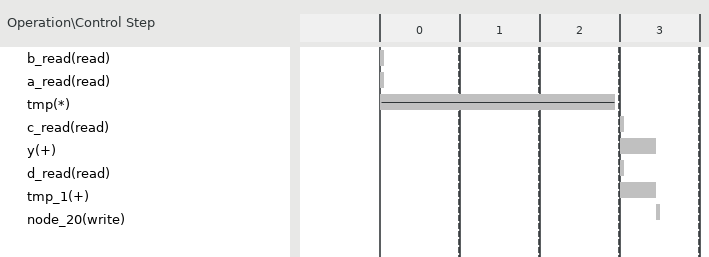 Operation\Control Step
0 1 2 3
b_read(read)
a_read(read)
tmp(*)
c_read(read)
y(+)
d_read(read)
tmp_1(+)
node_20(write)